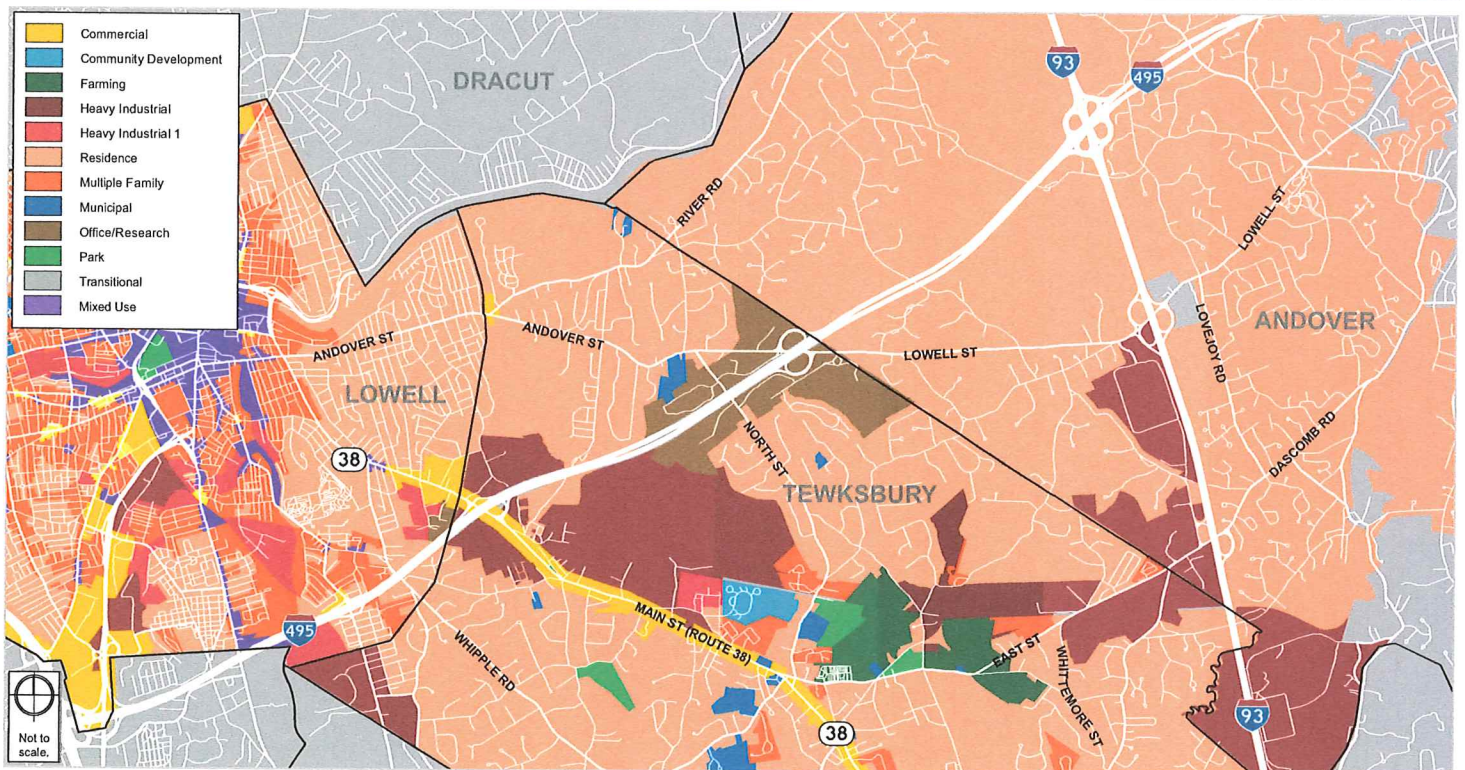 Commercial
Community Development
Farming
Heavy Industrial
Heavy Industrial 1
Residence
Multiple Family
Municipal
Office/Research
Park
Transitional
Mixed Use
DRACUT
93
495
RIVER RD
LOWELL ST
ANDOVER
LOVEJOY RD
ANDOVER ST
ANDOVER ST
LOWELL ST
LOWELL
DASCOMB RD
38
NORTH ST
TEWKSBURY
495
MAIN ST (ROUTE 38)
WHIPPLE RD
EAST ST
WHITTEMORE ST
Not to
scale.
38
93